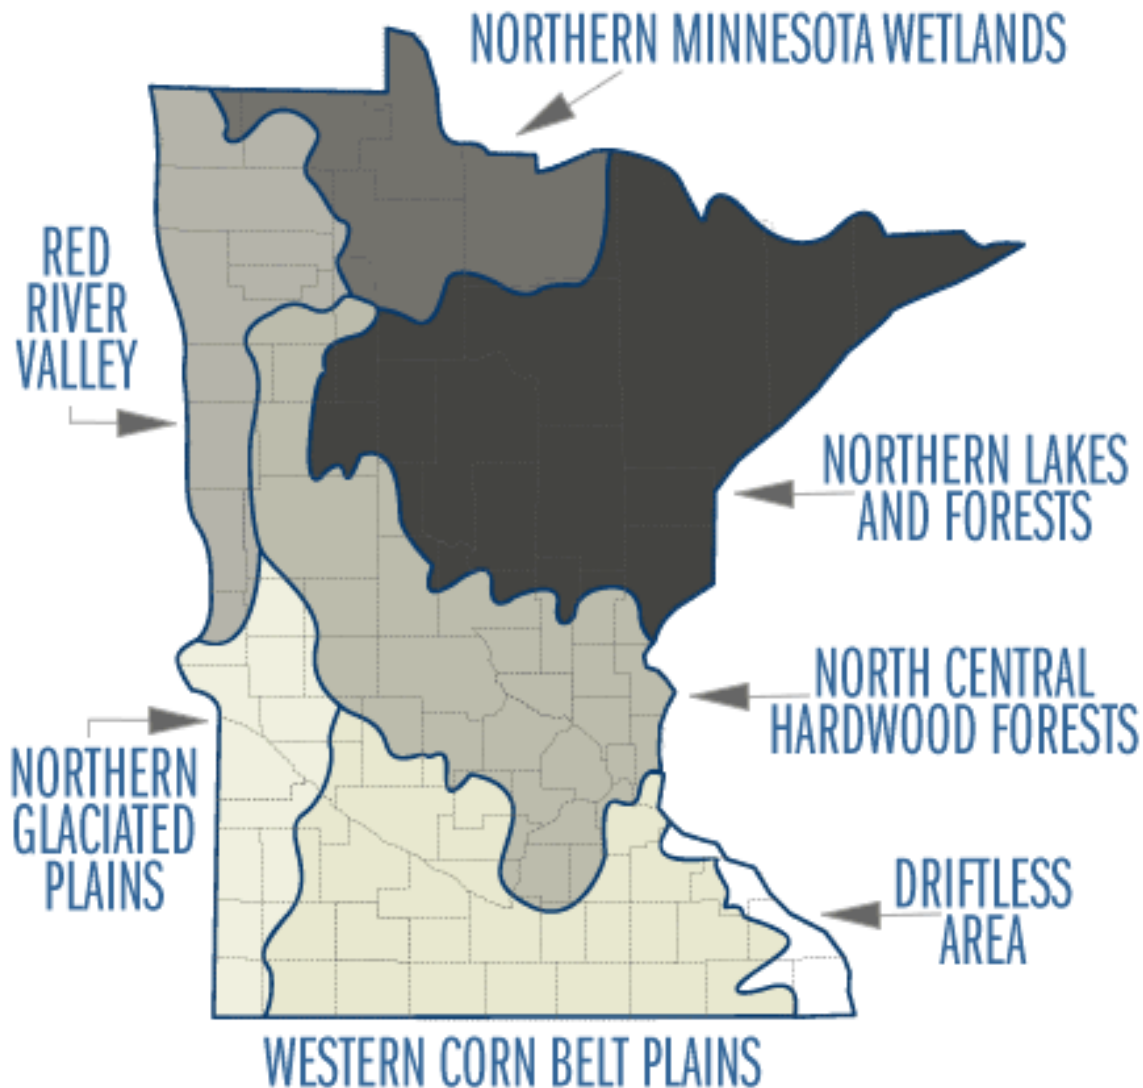 NORTHERN MINNESOTA WETLANDS
RED
RIVER
VALLEY
NORTHERN LAKES
AND FORESTS
NORTH CENTRAL
HARDWOOD FORESTS
NORTHERN
GLACIATED
PLAINS
DRIFTLESS
AREA
WESTERN CORN BELT PLAINS